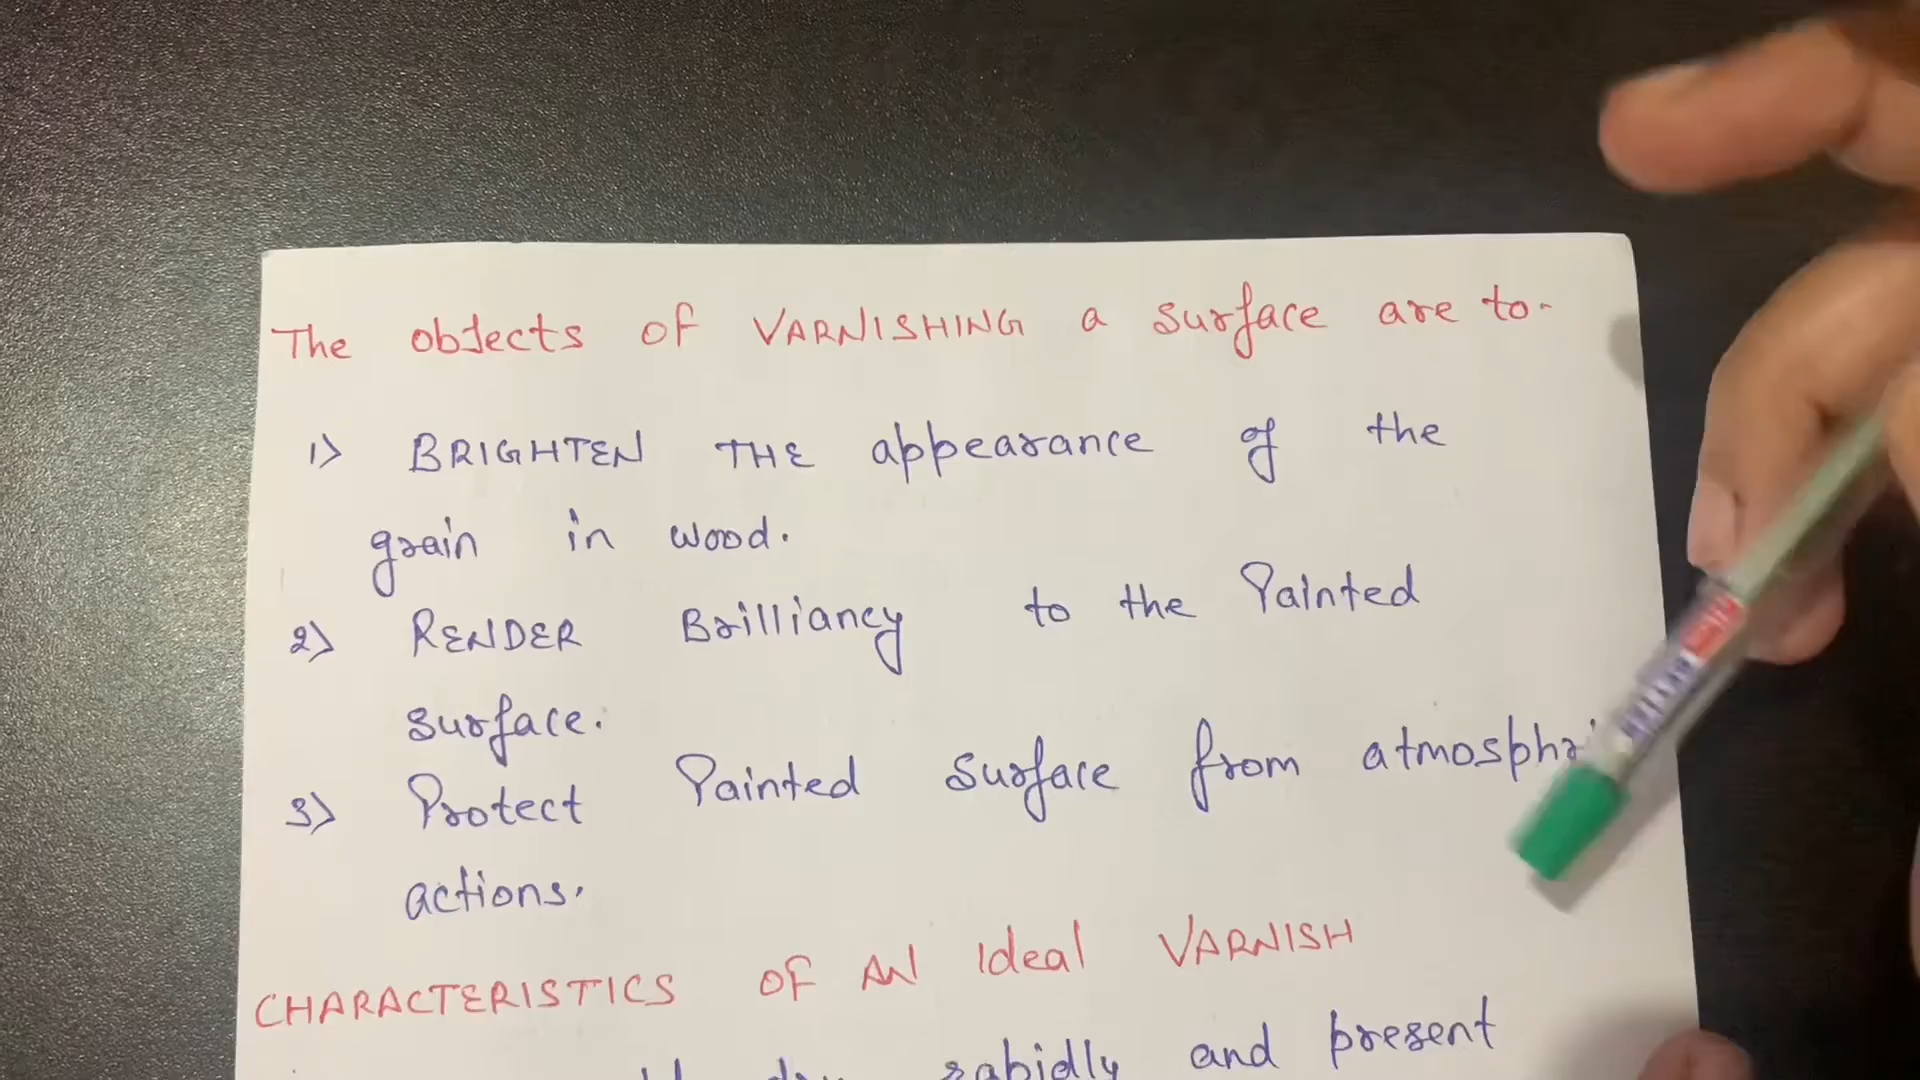 The objects of VARNISHING a surface are to-
1) BRIGHTEN THE appearance of the
grain in wood.
2) RENDER Brilliancy to the Painted
surface.
3) Protect Painted surface from
actions.
CHARACTERISTICS OF AN Ideal VARNISH
rapidly and present